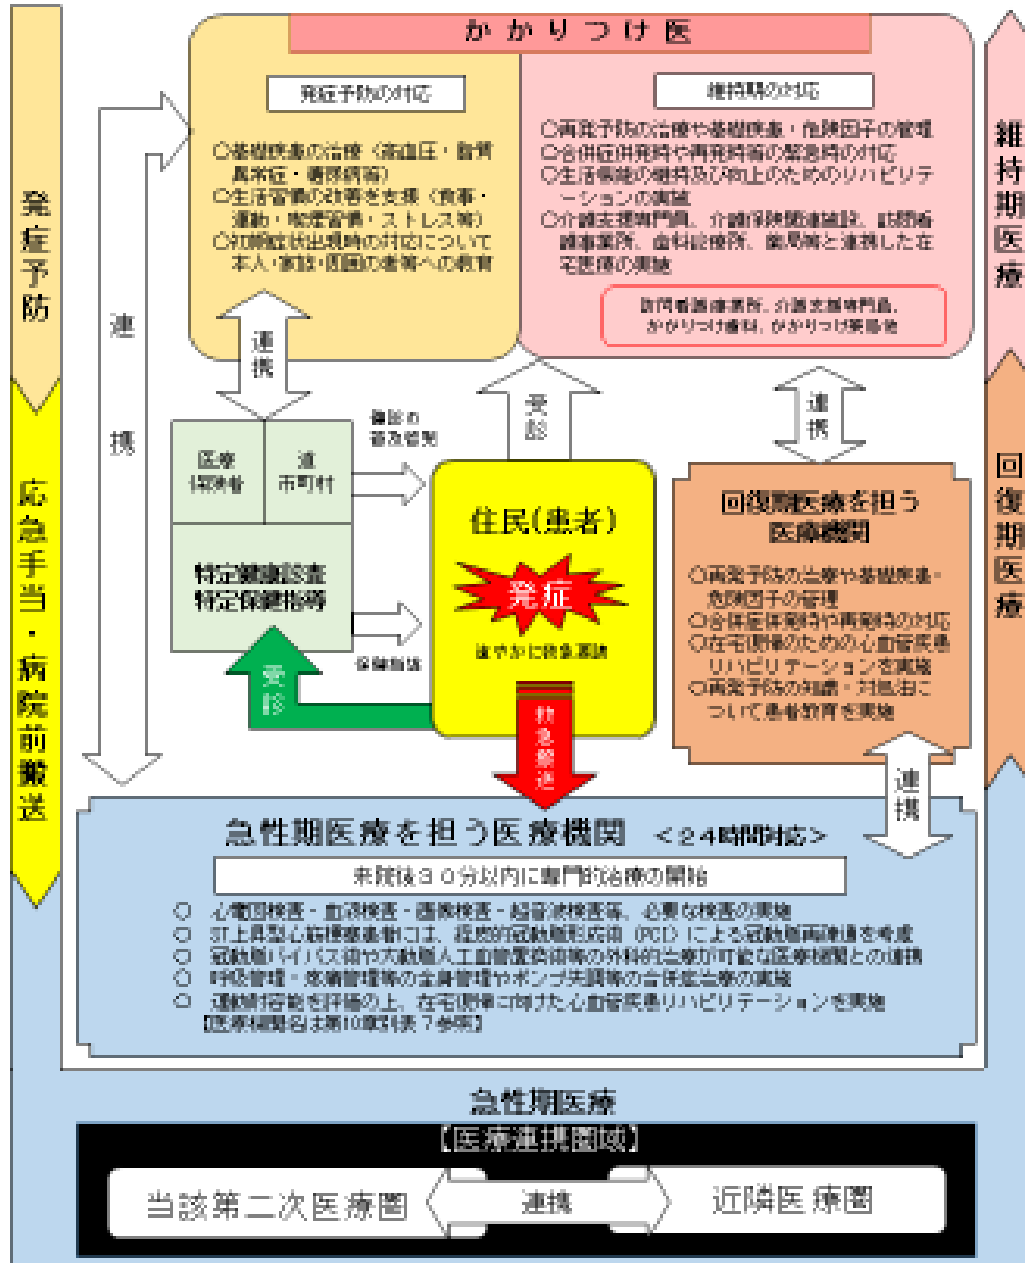 かかりつけ医
発症予防の対応
○基礎疾患の治療（高血圧・脂質
異常症・糖尿病等）
○生活習慣の改善を支援（食事・
運動・喫煙習慣・ストレス等）
○初期症状出現時の対応について
本人・家族・周囲の者等への教育
維持期の対応
○再発予防の治療や基礎疾患・危険因子の管理
○合併症併発時や再発時等の緊急時の対応
○生活機能の維持及び向上のためのリハビリテ
ーションの実施
○介護支援専門員、介護保険関連施設、訪問看
護事業所、歯科診療所、薬局等と連携した在
宅医療の実施
訪問看護事業所、介護支援専門員、
かかりつけ歯科、かかりつけ薬局他
発症予防
応急手当・病院前搬送
維持期医療
回復期医療
連携
連携
受診
連携
医療
保険者
道
市町村
健診の
普及啓発
特定健康診査
特定保健指導
保健指導
受診
住民(患者)
発症
速やかに救急要請
救急搬送
回復期医療を担う
医療機関
○再発予防の治療や基礎疾患・
危険因子の管理
○合併症併発時や再発時の対応
○在宅復帰のための心血管疾患
リハビリテーションを実施
○再発予防の知識・対処法に
ついて患者教育を実施
連携
急性期医療を担う医療機関 <24時間対応>
来院後30分以内に専門的治療の開始
○ 心電図検査・血液検査・画像検査・超音波検査等、必要な検査の実施
○ ST上昇型心筋梗塞患者には、経皮的冠動脈形成術（PCI）による冠動脈再疎通を考慮
○ 冠動脈バイパス術や大動脈人工血管置換術等の外科的治療が可能な医療機関との連携
○ 呼吸管理・疼痛管理等の全身管理やポンプ失調等の合併症治療の実施
○ 運動耐容能を評価の上、在宅復帰に向けた心血管疾患リハビリテーションを実施
【医療機関名は第10章別表7参照】
急性期医療
【医療連携圏域】
当該第二次医療圏
連携
近隣医療圏